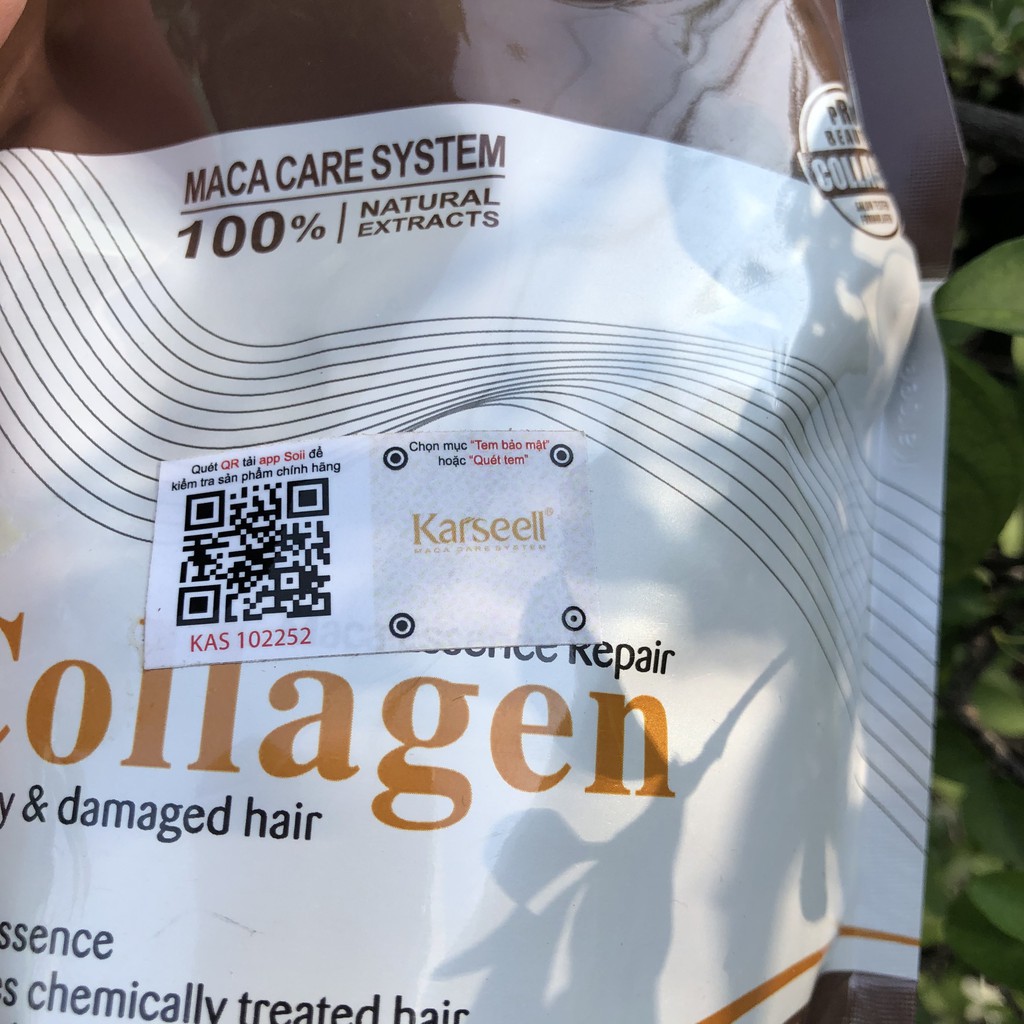 MACA CARE SYSTEM
100% | NATURAL
EXTRACTS
COLLA
Quét QR tải app Soii để
kiểm tra sản phẩm chính hãng
KAS 102252
Chọn mục "Tem bảo mật"
hoặc "Quét tem"
Karseell®
MACA CARE SYSTEM
Repair
Collagen
y & damaged hair
ssence
s chemically treated hair